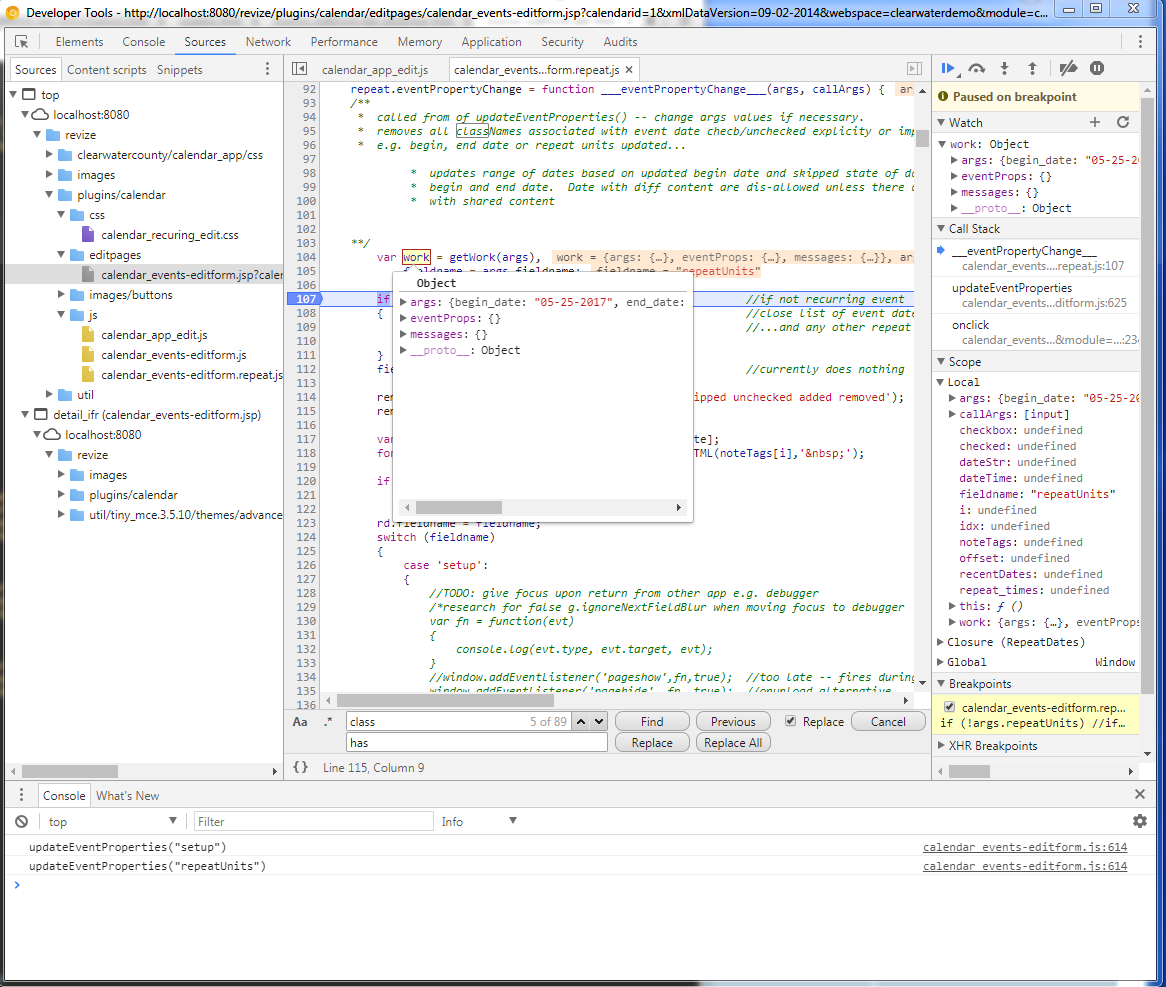 Developer Tools - http://localhost:8080/revize/plugins/calendar/editpages/calendar_events-editform.jsp?calendarid=1&xmlDataVersion=09-02-2014&webspace=clearwaterdemo&module=c...
Elements Console Sources Network Performance Memory Application Security Audits
Sources Content scripts Snippets
top
localhost:8080
revize
clearwatercounty/calendar_app/css
images
plugins/calendar
css
calendar_recuring_edit.css
editpages
calendar_events-editform.jsp?caler
images/buttons
js
calendar_app_edit.js
calendar_events-editform.js
calendar_events-editform.repeat.js
util
detail_ifr (calendar_events-editform.jsp)
localhost:8080
revize
images
plugins/calendar
util/tiny_mce.3.5.10/themes/advance
calendar_app_edit.js calendar_events...form.repeat.js ×
92 repeat.eventPropertyChange = function ___eventPropertyChange___(args, callArgs) { ar
93 /**
94 * called from of updateEventProperties() -- change args values if necessary.
95 * removes all classNames associated with event date checb/unchecked explicity or imp
96 * e.g. begin, end date or repeat units updated...
97
98 * updates range of dates based on updated begin date and skipped state of da
99 * begin and end date. Date with diff content are dis-allowed unless there a
100 * with shared content
101
102
103 **/
104 var work = getWork(args), work = {args: {…}, eventProps: {…}, messages: {…}}, ar
105 fieldname = args.fieldname; fieldname = "repeatUnits"
106
107 if //if not recurring event
108 { //close list of event date
109 //...and any other repeat
110
111 }
112 fie //currently does nothing
113
114 rem ipped unchecked added removed');
115 rem
116
117 var te];
118 for TML(noteTags[i],'&nbsp;');
119
120 if
121
122
123 rd.fieldname = fieldname;
124 switch (fieldname)
125 {
126 case 'setup':
127 {
128 //TODO: give focus upon return from other app e.g. debugger
129 /*research for false g.ignoreNextFieldBlur when moving focus to debugger
130 var fn = function(evt)
131 {
132 console.log(evt.type, evt.target, evt);
133 }
134 //window.addEventListener('pageshow',fn,true); //too late -- fires during
135 window.addEventListener('pagehide', fn, true); //onunload alternative
136
Object
args: {begin_date: "05-25-2017", end_date:
eventProps: {}
messages: {}
__proto__: Object
Aa .* class 5 of 89 Find Previous Replace Cancel
has Replace Replace All
{} Line 115, Column 9
Paused on breakpoint
Watch
work: Object
args: {begin_date: "05-25-20
eventProps: {}
messages: {}
__proto__: Object
Call Stack
___eventPropertyChange___
calendar_events....repeat.js:107
updateEventProperties
calendar_eve...ditform.js:625
onclick
calendar_events...&module=...:234
Scope
Local
args: {begin_date: "05-25-20
callArgs: [input]
checkbox: undefined
checked: undefined
dateStr: undefined
dateTime: undefined
fieldname: "repeatUnits"
i: undefined
idx: undefined
noteTags: undefined
offset: undefined
recentDates: undefined
repeat_times: undefined
this: ƒ ()
work: {args: {…}, eventProps
Closure (RepeatDates)
Global Window
Breakpoints
calendar_events-editform.rep...
if (!args.repeatUnits) //if…
XHR Breakpoints
Console What's New
top Filter Info
updateEventProperties("setup") calendar_events-editform.js:614
updateEventProperties("repeatUnits") calendar_events-editform.js:614